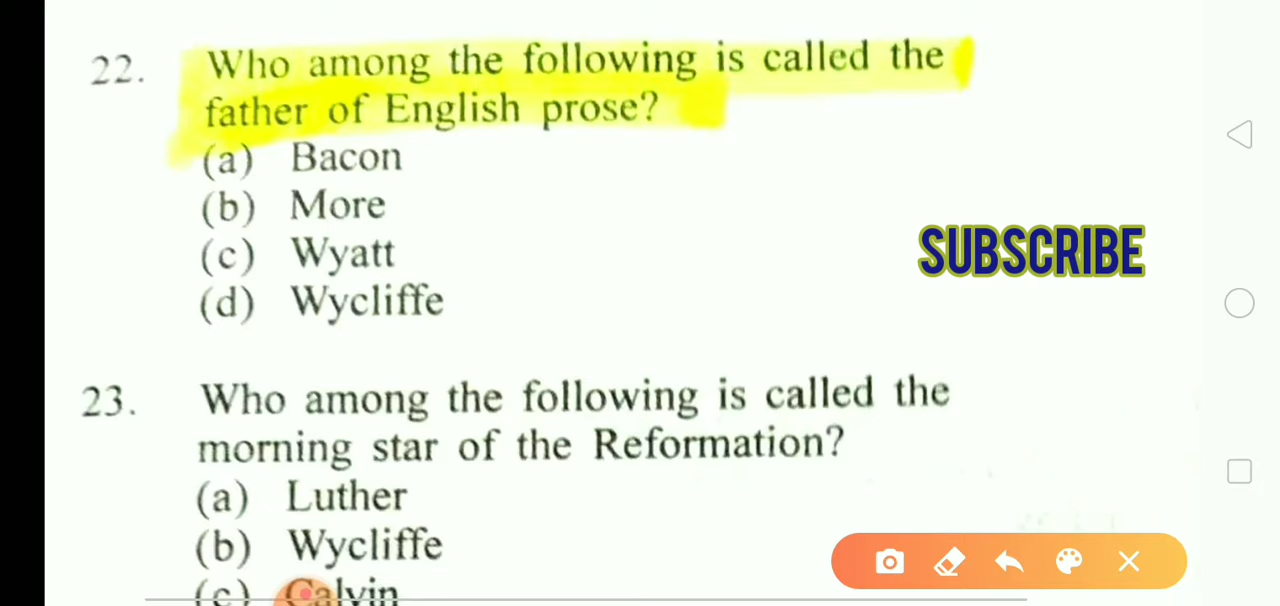 22. Who among the following is called the
father of English prose?
(a) Bacon
(b) More
(c) Wyatt
(d) Wycliffe
SUBSCRIBE
23. Who among the following is called the
morning star of the Reformation?
(a) Luther
(b) Wycliffe
(c) Calvin